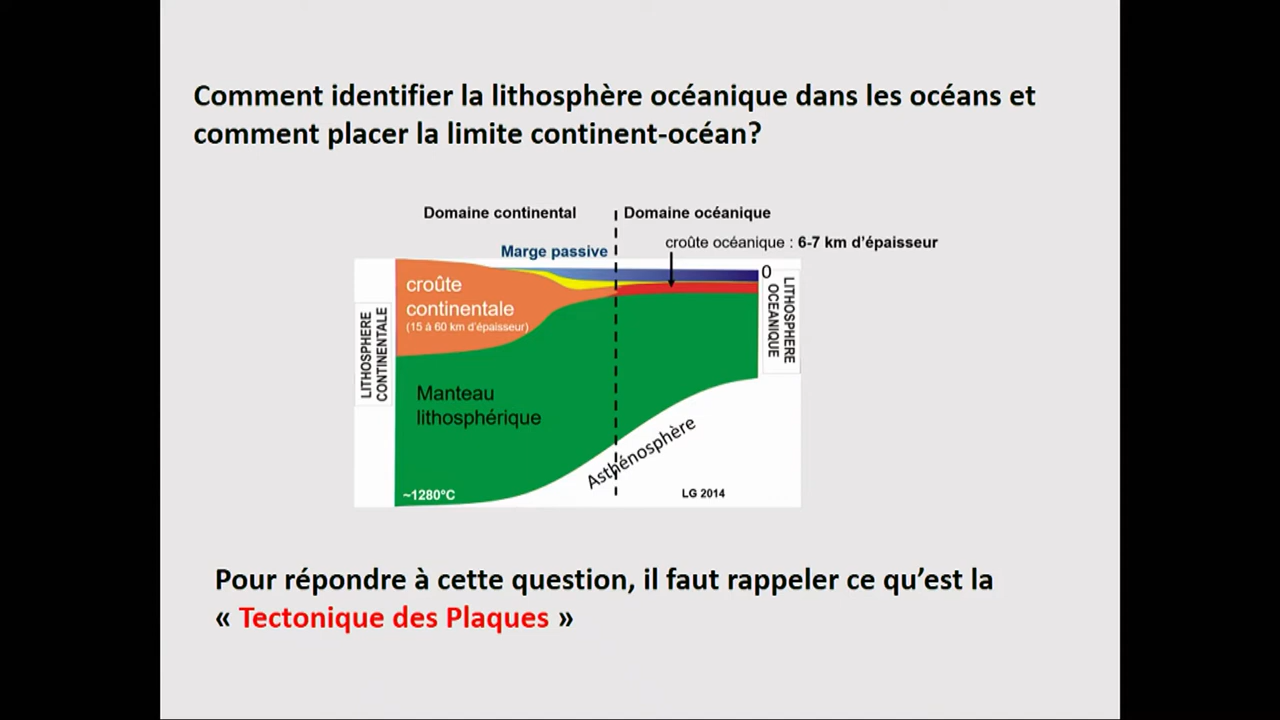 Comment identifier la lithosphère océanique dans les océans et
comment placer la limite continent-océan?
Domaine continental
Domaine océanique
croûte océanique : 6-7 km d'épaisseur
Marge passive
0
croûte
continentale
(15 à 60 km d'épaisseur)
LITHOSPHERE
CONTINENTALE
LITHOSPHERE
OCEANIQUE
Manteau
lithosphérique
Asthénosphère
~1280°C
LG 2014
Pour répondre à cette question, il faut rappeler ce qu’est la
« Tectonique des Plaques »